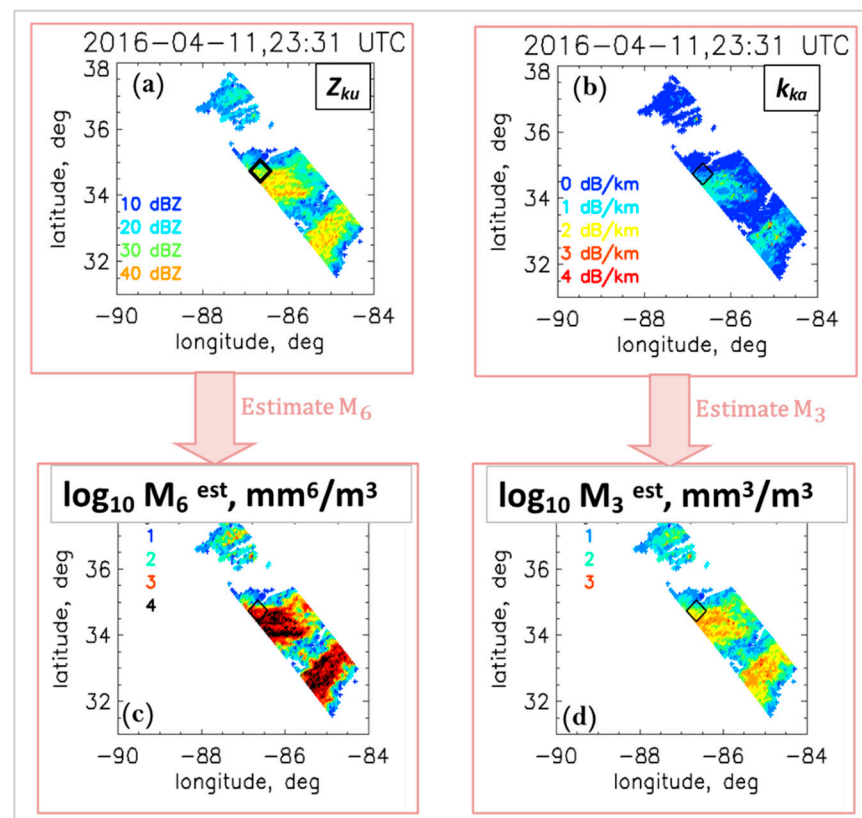 2016-04-11,23:31 UTC
(a)
Z_ku
38
36
34
32
latitude, deg
10 dBZ
20 dBZ
30 dBZ
40 dBZ
-90 -88 -86 -84
longitude, deg
2016-04-11,23:31 UTC
(b)
k_ka
38
36
34
32
latitude, deg
0 dB/km
1 dB/km
2 dB/km
3 dB/km
4 dB/km
-90 -88 -86 -84
longitude, deg
Estimate M₆
Estimate M₃
log₁₀ M₆ ᵉˢᵗ, mm⁶/m³
1
2
3
4
36
34
32
latitude, deg
(c)
-90 -88 -86 -84
longitude, deg
log₁₀ M₃ ᵉˢᵗ, mm³/m³
1
2
3
36
34
32
latitude, deg
(d)
-90 -88 -86 -84
longitude, deg